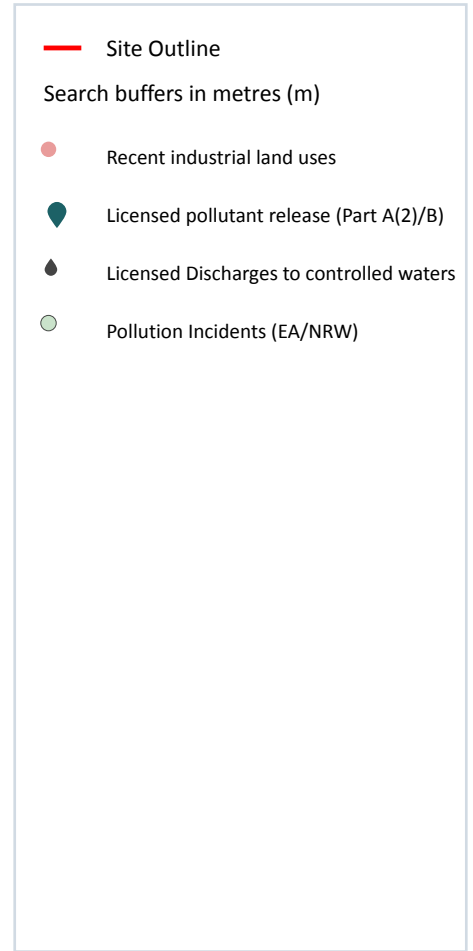 Site Outline
Search buffers in metres (m)
Recent industrial land uses
Licensed pollutant release (Part A(2)/B)
Licensed Discharges to controlled waters
Pollution Incidents (EA/NRW)